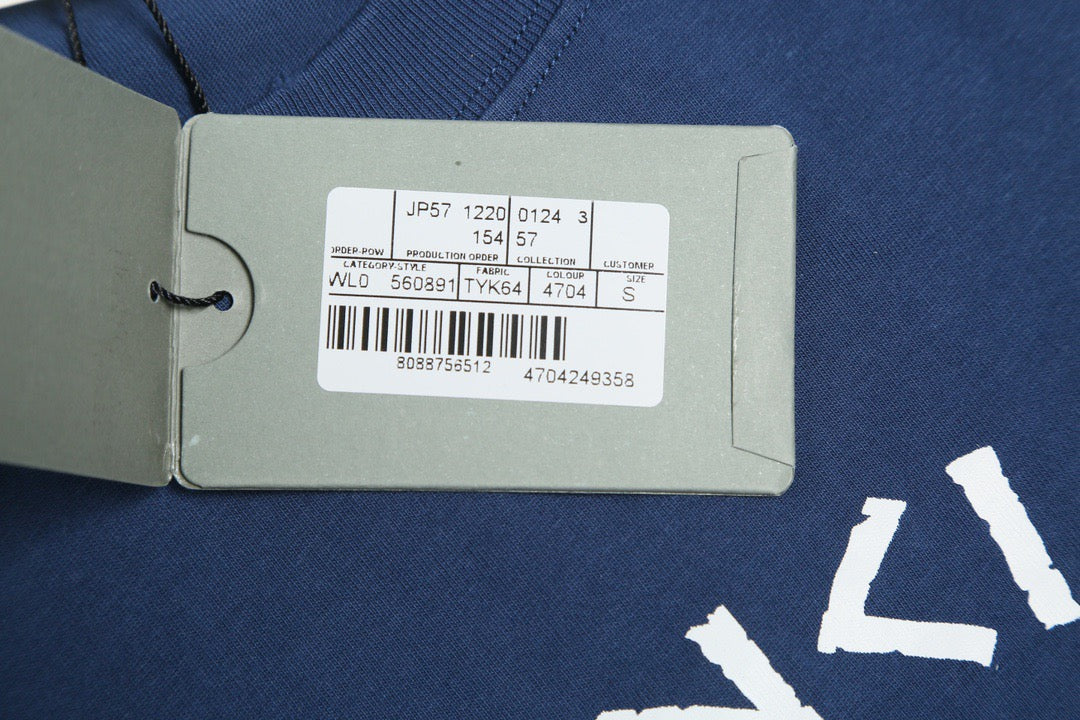 JP57 1220 0124 3
154 57
ORDER-ROW PRODUCTION ORDER COLLECTION CUSTOMER
CATEGORY-STYLE FABRIC COLOUR SIZE
WL0 560891 TYK64 4704 S
8088756512 4704249358